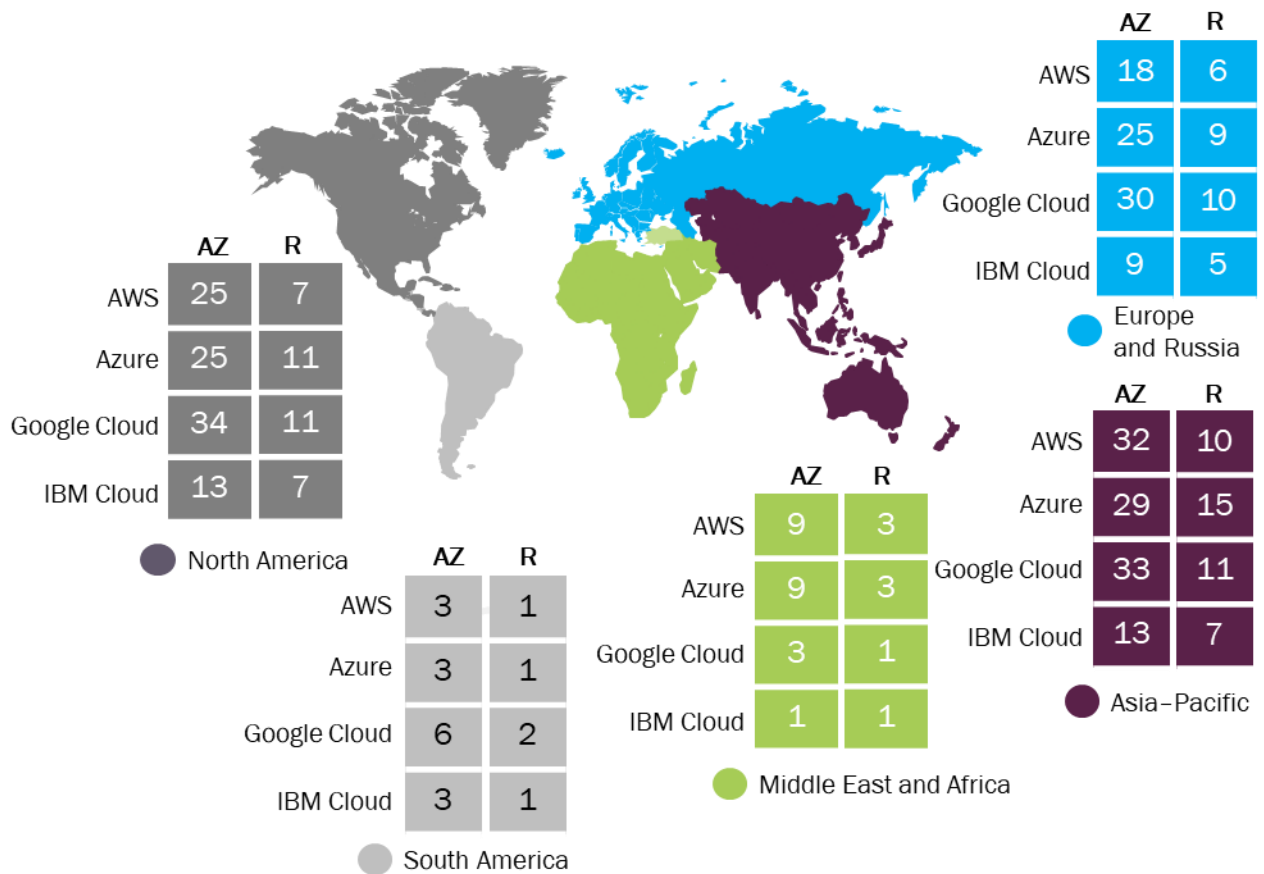 AZ R
AWS 18 6
Azure 25 9
Google Cloud 30 10
IBM Cloud 9 5
Europe
and Russia
AZ R
AWS 25 7
Azure 25 11
Google Cloud 34 11
IBM Cloud 13 7
North America
AZ R
AWS 32 10
Azure 29 15
Google Cloud 33 11
IBM Cloud 13 7
Asia–Pacific
AZ R
AWS 9 3
Azure 9 3
Google Cloud 3 1
IBM Cloud 1 1
Middle East and Africa
AZ R
AWS 3 1
Azure 3 1
Google Cloud 6 2
IBM Cloud 3 1
South America